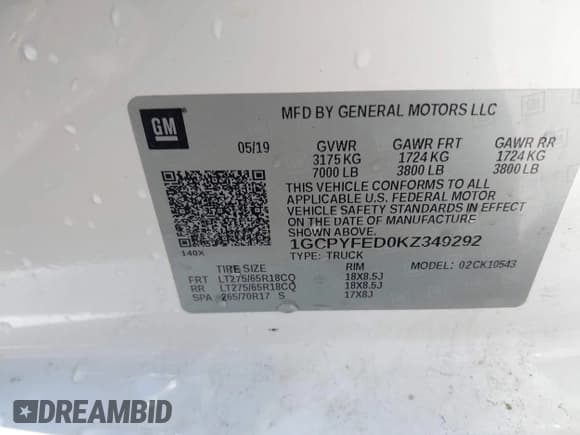 GM
MFD BY GENERAL MOTORS LLC
05/19 GVWR GAWR FRT GAWR RR
3175 KG 1724 KG 1724 KG
7000 LB 3800 LB 3800 LB
THIS VEHICLE CONFORMS TO ALL
APPLICABLE U.S. FEDERAL MOTOR
VEHICLE SAFETY STANDARDS IN EFFECT
ON THE DATE OF MANUFACTURE
SHOWN ABOVE.
1GCPYFED0KZ349292
140X TYPE: TRUCK MODEL: 02CK10543
TIRE SIZE RIM
FRT LT275/65R18CQ 18X8.5J
RR LT275/65R18CQ 18X8.5J
SPA 265/70R17 S 17X8J
DREAMBID